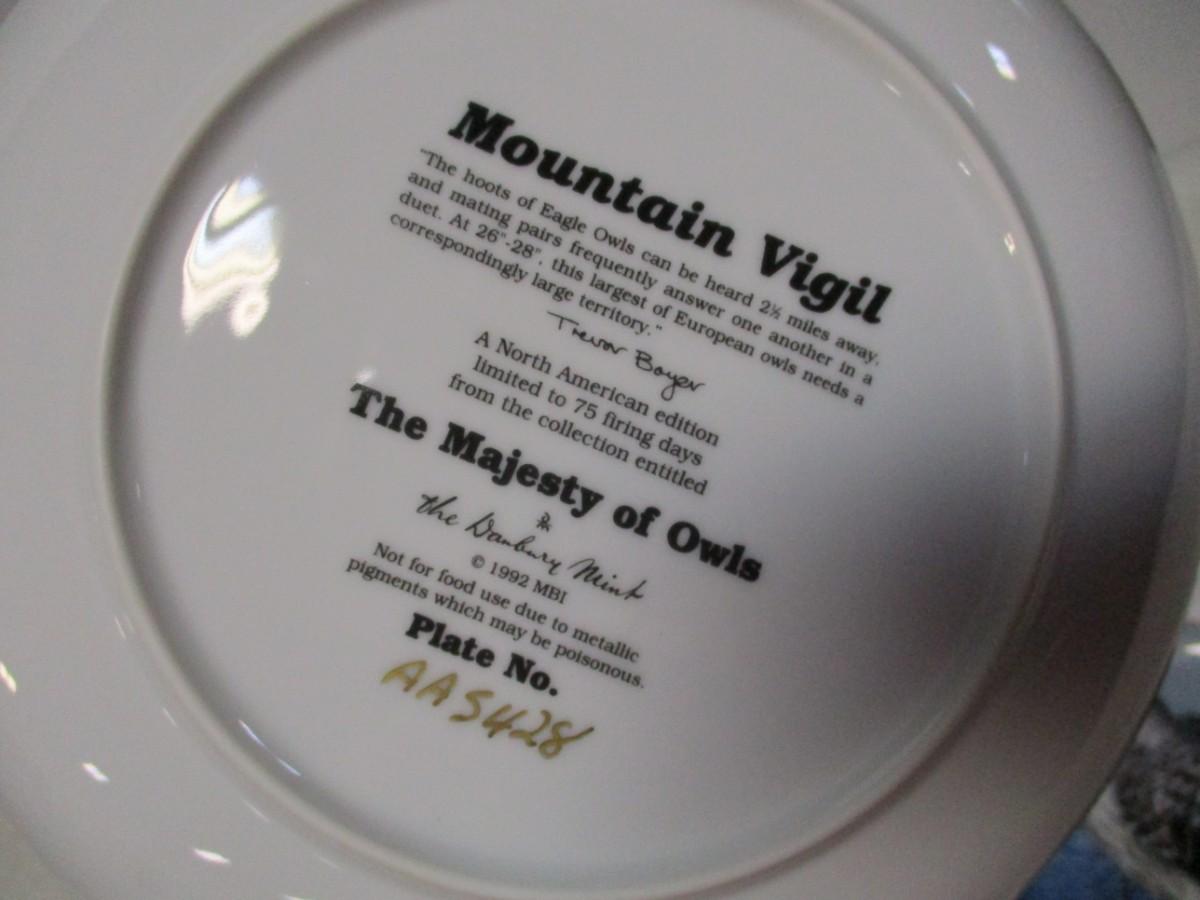 Mountain Vigil
"The hoots of Eagle Owls can be heard 2½ miles away,
and mating pairs frequently answer one another in a
duet. At 26"-28", this largest of European owls needs a
correspondingly large territory."
Trevor Boyer
A North American edition
limited to 75 firing days
from the collection entitled
The Majesty of Owls
the Danbury Mint
© 1992 MBI
Not for food use due to metallic
pigments which may be poisonous.
Plate No.
AA5428